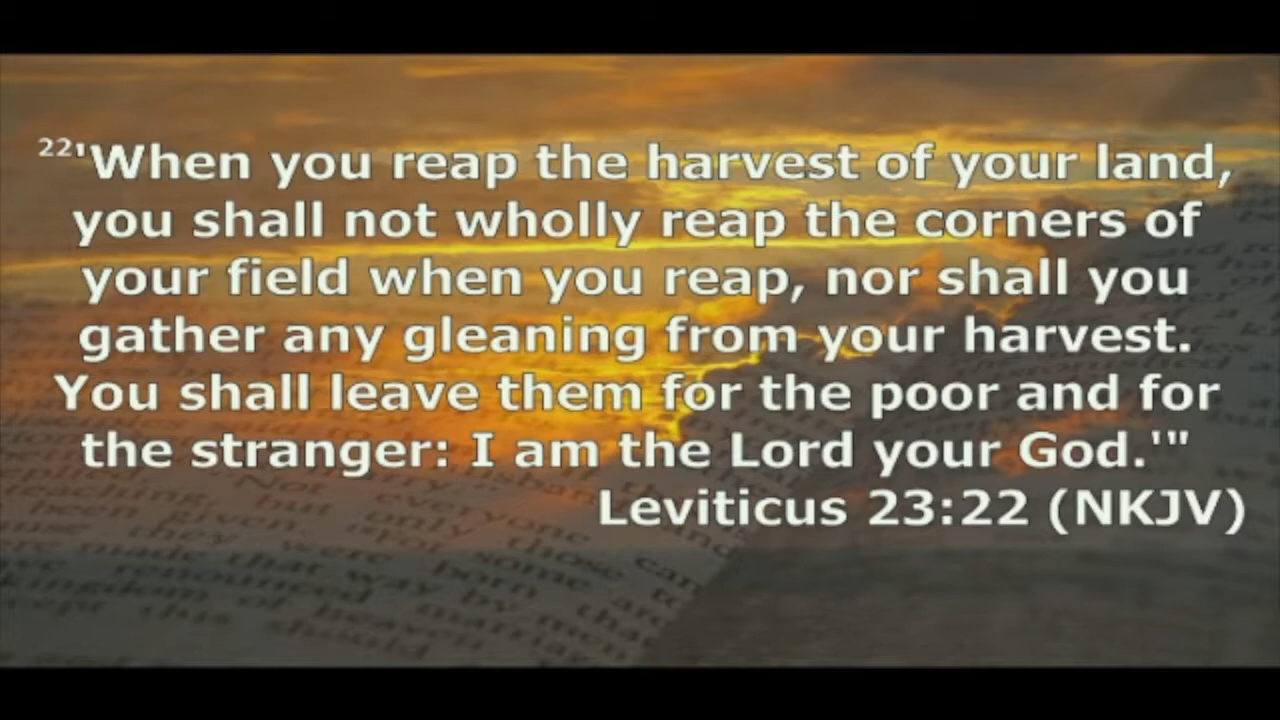 22'When you reap the harvest of your land,
you shall not wholly reap the corners of
your field when you reap, nor shall you
gather any gleaning from your harvest.
You shall leave them for the poor and for
the stranger: I am the Lord your God.'"
Leviticus 23:22 (NKJV)